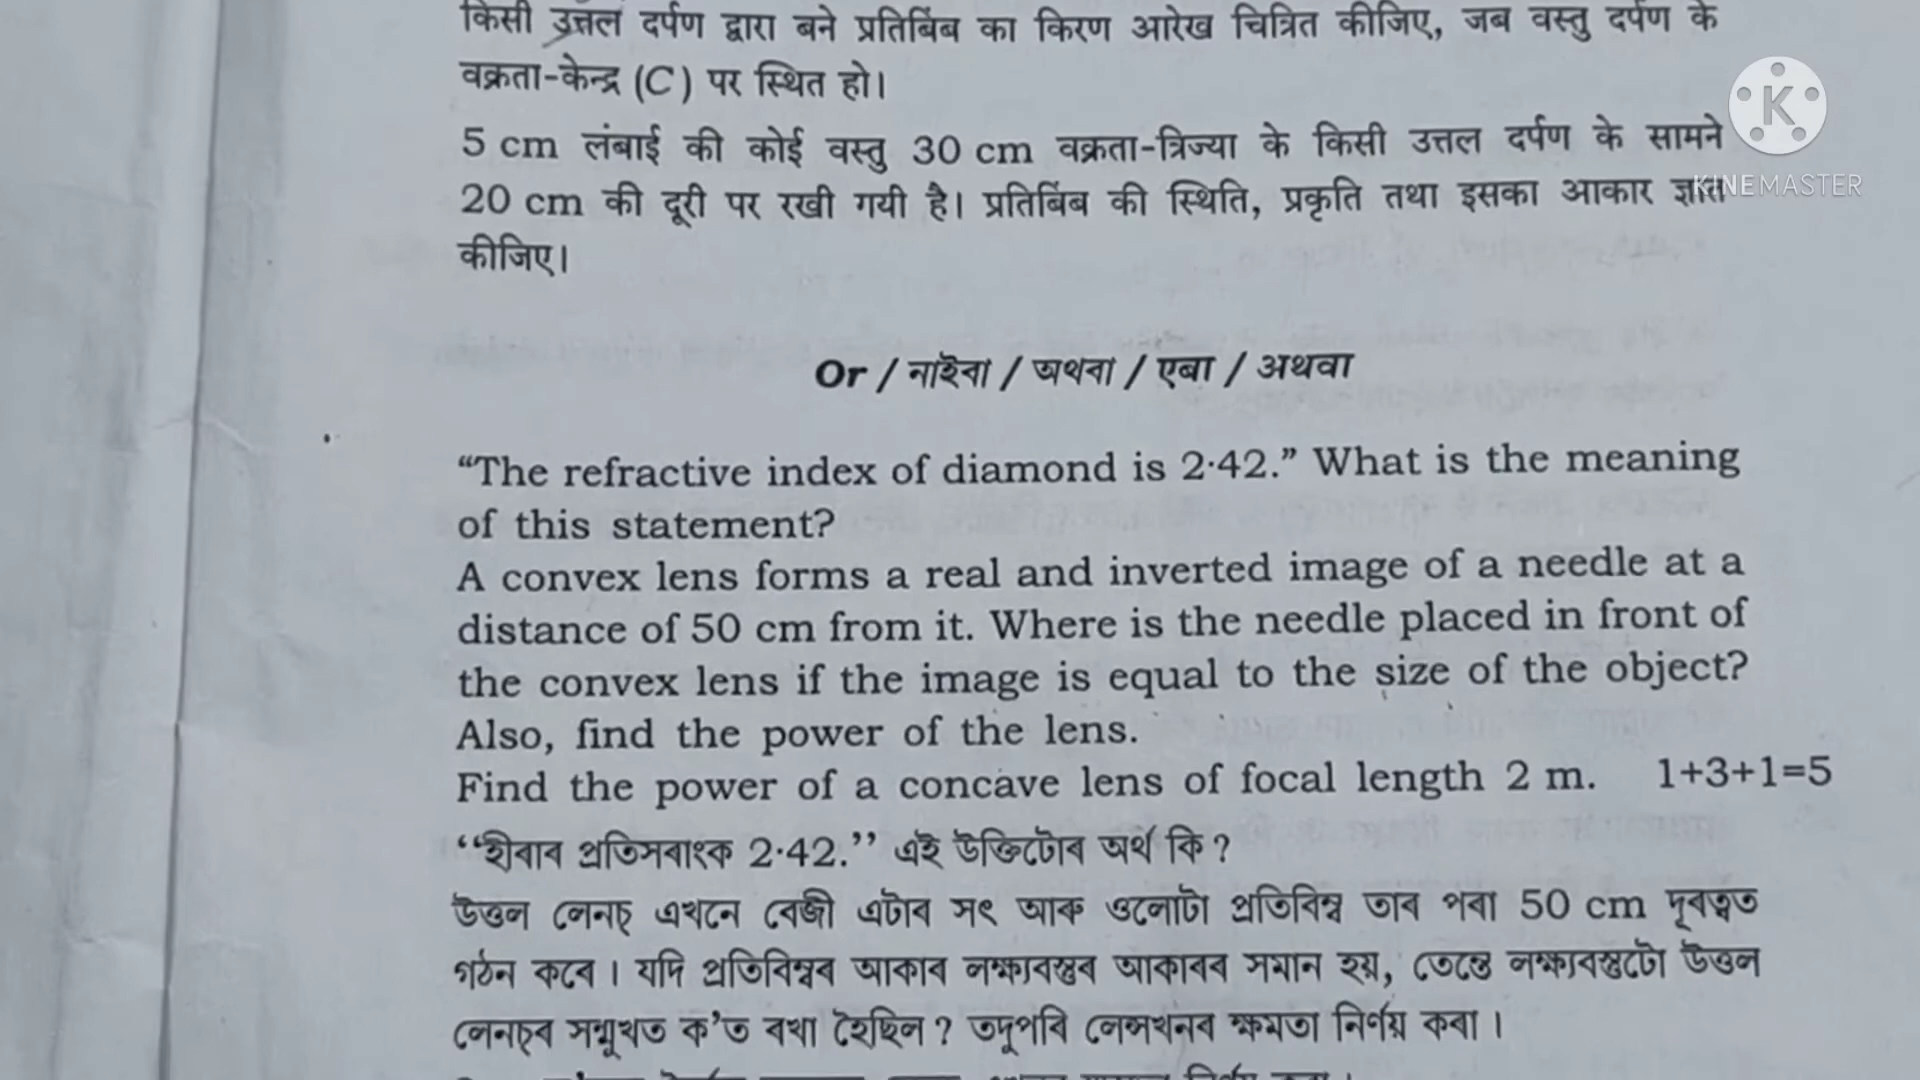 किसी उत्तल दर्पण द्वारा बने प्रतिबिंब का किरण आरेख चित्रित कीजिए, जब वस्तु दर्पण के
वक्रता-केन्द्र (C) पर स्थित हो।
5 cm लंबाई की कोई वस्तु 30 cm वक्रता-त्रिज्या के किसी उत्तल दर्पण के सामने
20 cm की दूरी पर रखी गयी है। प्रतिबिंब की स्थिति, प्रकृति तथा इसका आकार ज्ञात
कीजिए।
K
KINEMASTER
Or / নাইবা / অথবা / एबा / अथवा
“The refractive index of diamond is 2·42.” What is the meaning
of this statement?
A convex lens forms a real and inverted image of a needle at a
distance of 50 cm from it. Where is the needle placed in front of
the convex lens if the image is equal to the size of the object?
Also, find the power of the lens.
Find the power of a concave lens of focal length 2 m. 1+3+1=5
‘‘হীৰাৰ প্ৰতিসৰাংক 2·42.’’ এই উক্তিটোৰ অৰ্থ কি ?
উত্তল লেনছ্ এখনে বেজী এটাৰ সৎ আৰু ওলোটা প্ৰতিবিম্ব তাৰ পৰা 50 cm দূৰত্বত
গঠন কৰে । যদি প্ৰতিবিম্বৰ আকাৰ লক্ষ্যবস্তুৰ আকাৰৰ সমান হয়, তেন্তে লক্ষ্যবস্তুটো উত্তল
লেনছ্‌ৰ সন্মুখত ক’ত ৰখা হৈছিল ? তদুপৰি লেন্সখনৰ ক্ষমতা নিৰ্ণয় কৰা ।